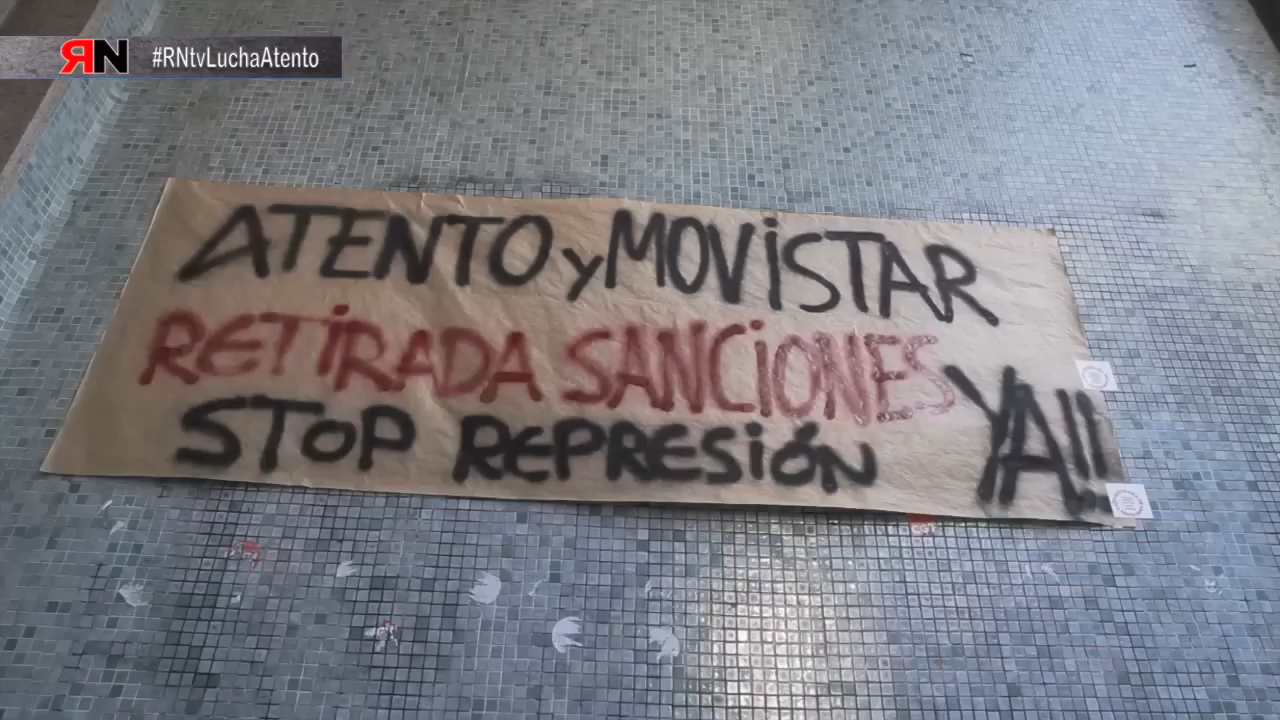 RN #RNtvLuchaAtento
ATENTO y MOViSTAR
RETiRADA SANCiONES YA!!
STOP REPRESiÓN